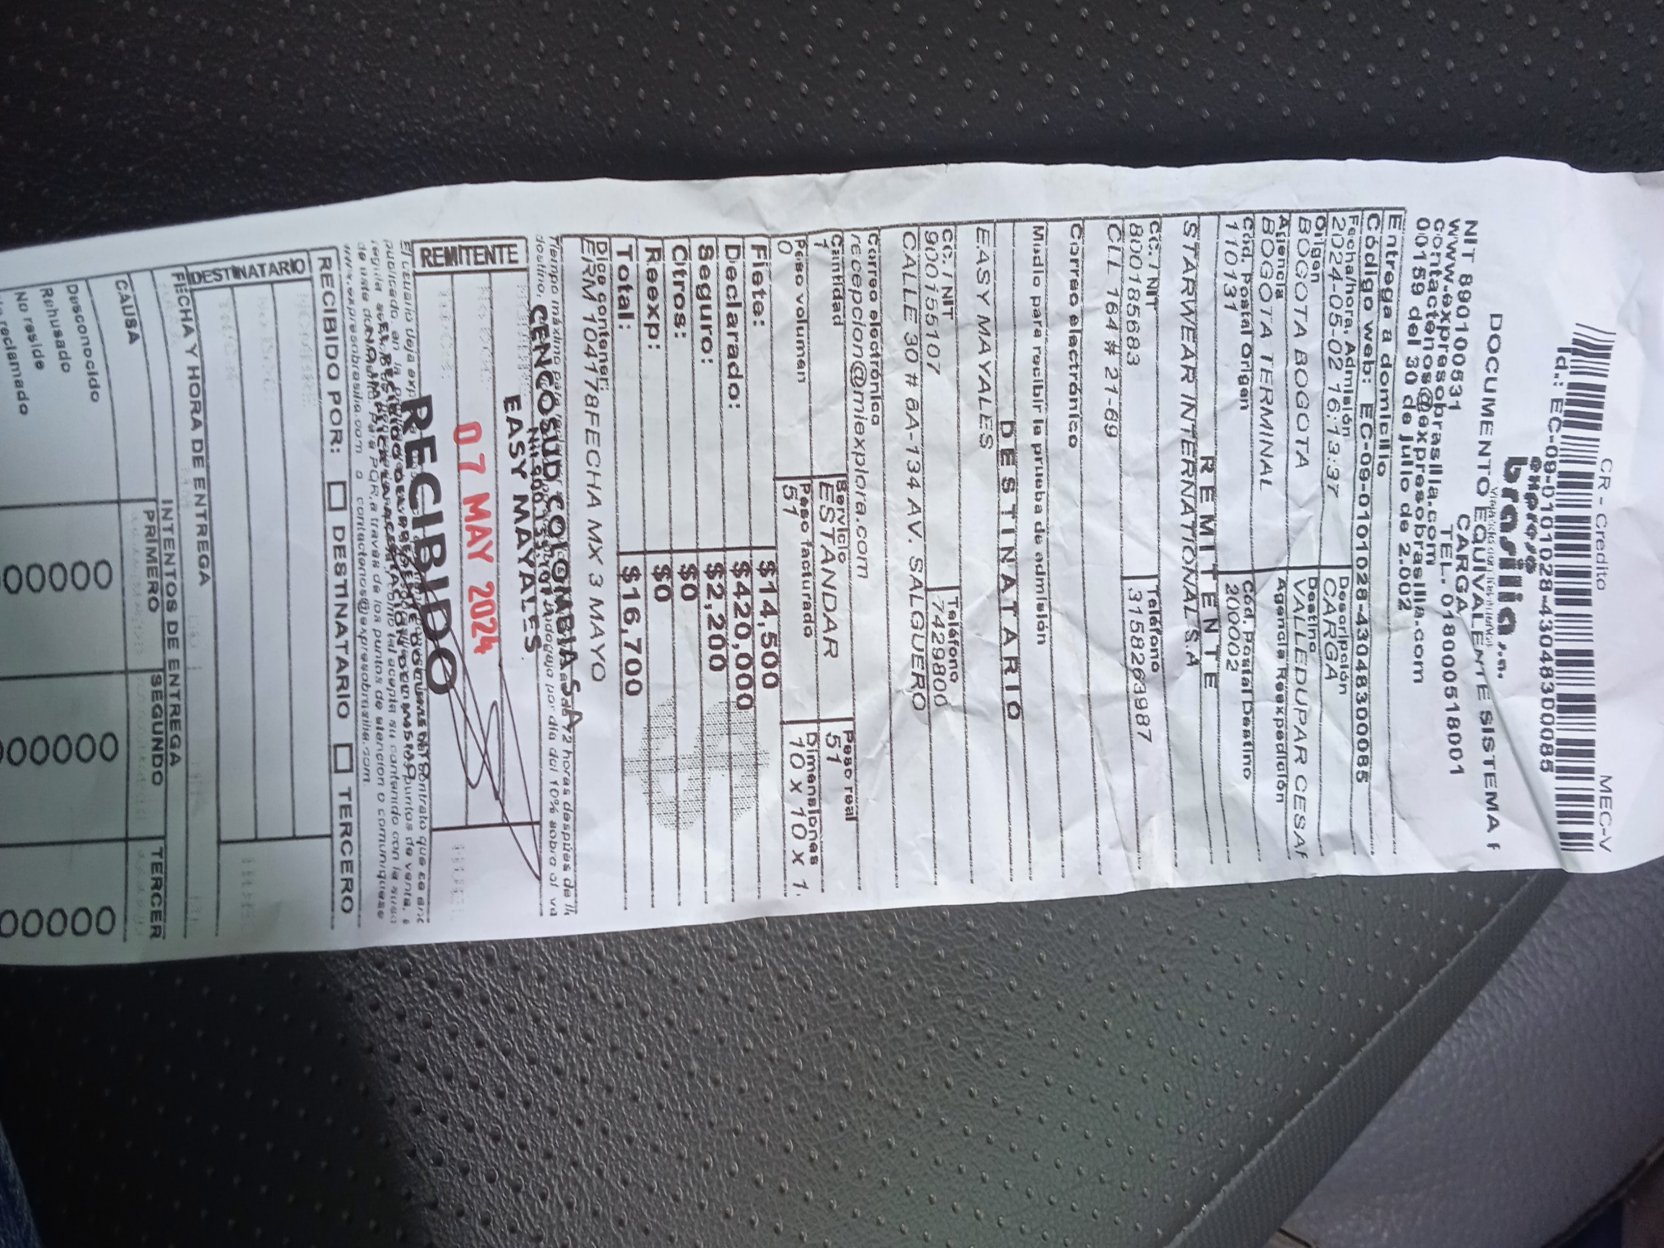 CR - Credito MEC-V
Id.: EC-09-0101028-4304830085
expreso
brasilia s.a.
DOCUMENTO EQUIVALENTE SISTEMA P
CARGA
NIT 890100531 TEL. 018000518001
www.expresobrasilia.com
contactenos@expresobrasilia.com
00159 del 30 de julio de 2.002
Entrega a domicilio
Código web: EC-09-0101028-4304830085
Fecha/hora. Admisión Descripción
2024-05-02 16:13:37 CARGA
Origen Destino
BOGOTA BOGOTA VALLEDUPAR CESAR
Agencia Agencia Reexpedición
BOGOTA TERMINAL
Cód. Postal Origen Cód. Postal Destino
110131 200002
REMITENTE
STARWEAR INTERNATIONAL S.A
CC. / NIT Teléfono
800185683 3158263987
CLL 164 # 21-69
Correo electrónico
Medio para recibir la prueba de admisión
DESTINATARIO
EASY MAYALES
CC. / NIT Teléfono
900155107 7429800
CALLE 30 # 6A-134 AV. SALGUERO
Correo electrónico
recepcion@miexplora.com
Cantidad Servicio Peso real
1 ESTANDAR 51
Peso volumen Peso facturado Dimensiones
0 51 10 x 10 x 1
Flete: $14,500
Declarado: $420,000
Seguro: $2,200
Otros: $0
Reexp: $0
Total: $16,700
Dice contener:
ERM 104178FECHA MX 3 MAYO
CENCOSUD COLOMBIA S.A
EASY MAYALES
07 MAY 2024
RECIBIDO
REMITENTE
RECIBIDO POR: DESTINATARIO TERCERO
DESTINATARIO
FECHA Y HORA DE ENTREGA
INTENTOS DE ENTREGA
CAUSA PRIMERO SEGUNDO TERCER
Desconocido
Rehusado
No reside
reclamado
00000 00000 00000